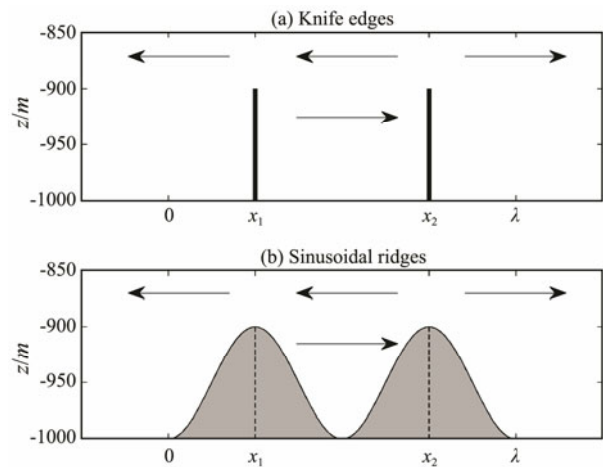 (a) Knife edges
-850
-900
-950
-1000
z/m
0 x₁ x₂ λ
(b) Sinusoidal ridges
-850
-900
-950
-1000
z/m
0 x₁ x₂ λ